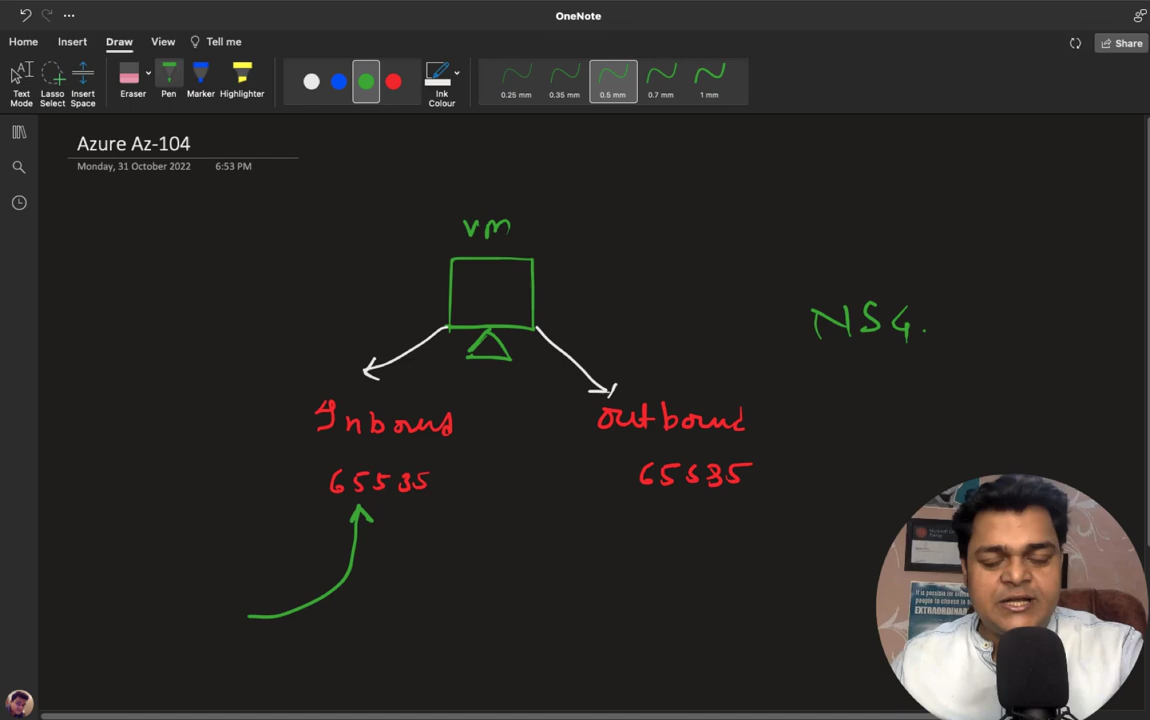 OneNote
Home Insert Draw View Tell me
Share
Text Mode
Lasso Select
Insert Space
Eraser
Pen
Marker
Highlighter
Ink Colour
0.25 mm
0.35 mm
0.5 mm
0.7 mm
1 mm
Azure Az-104
Monday, 31 October 2022 6:53 PM
VM
NSG.
Inbound
outbound
65535
65535
EXTRAORDINA